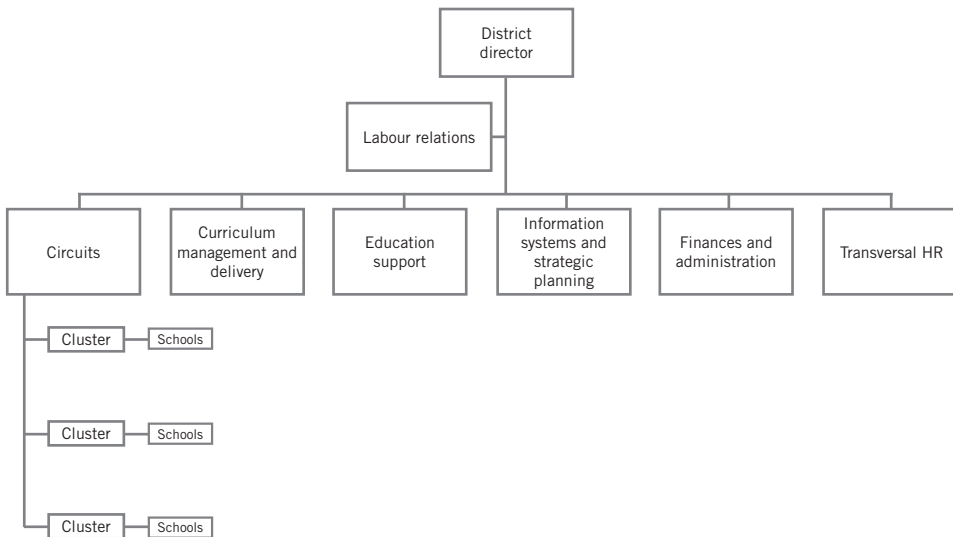 District
director
Labour relations
Circuits
Curriculum
management and
delivery
Education
support
Information
systems and
strategic
planning
Finances and
administration
Transversal HR
Cluster
Schools
Cluster
Schools
Cluster
Schools